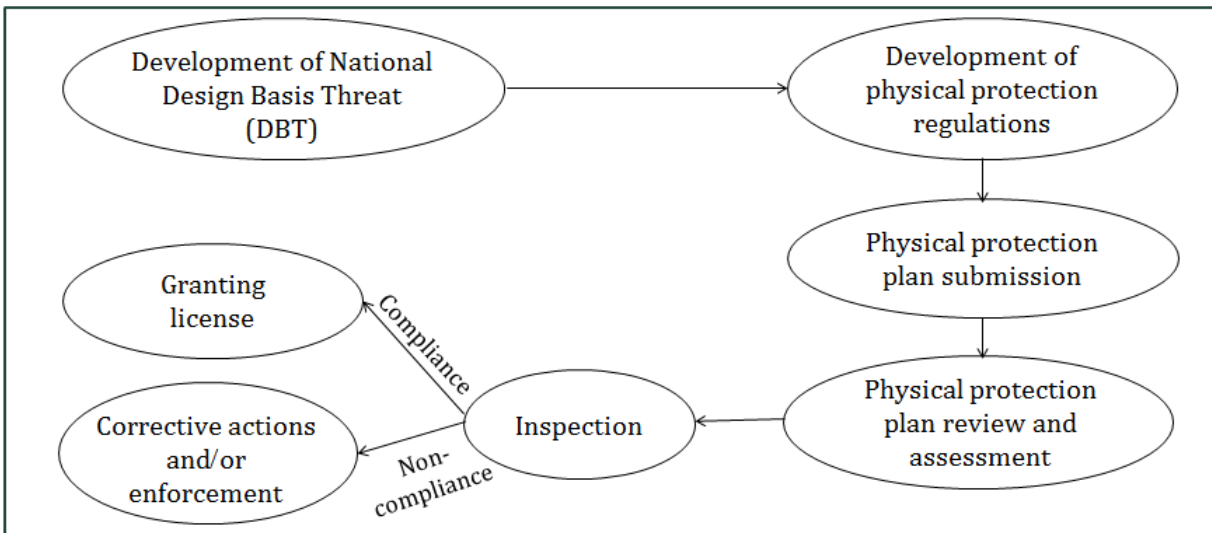 Development of National
Design Basis Threat
(DBT)
Development of
physical protection
regulations
Physical protection
plan submission
Physical protection
plan review and
assessment
Inspection
Compliance
Granting
license
Non-
compliance
Corrective actions
and/or
enforcement